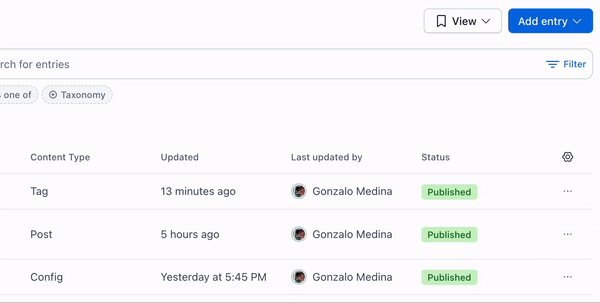 View
Add entry
rch for entries
Filter
s one of
Taxonomy
Content Type Updated Last updated by Status
Tag 13 minutes ago Gonzalo Medina Published
Post 5 hours ago Gonzalo Medina Published
Config Yesterday at 5:45 PM Gonzalo Medina Published